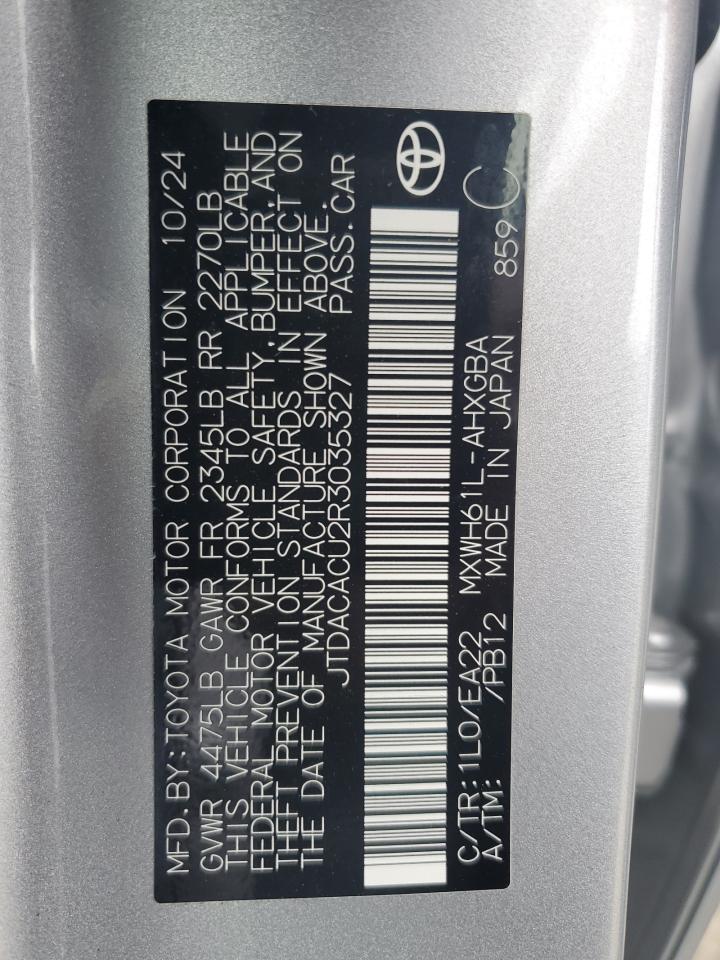 MFD.BY:TOYOTA MOTOR CORPORATION 10/24
GVWR 4475LB GAWR FR 2345LB RR 2270LB
THIS VEHICLE CONFORMS TO ALL APPLICABLE
FEDERAL MOTOR VEHICLE SAFETY,BUMPER,AND
THEFT PREVENTION STANDARDS IN EFFECT ON
THE DATE OF MANUFACTURE SHOWN ABOVE.
JTDACACU2R3035327 PASS.CAR
C/TR:1L0/EA22 MXWH61L-AHXGBA
A/TM: /PB12 MADE IN JAPAN 859 C